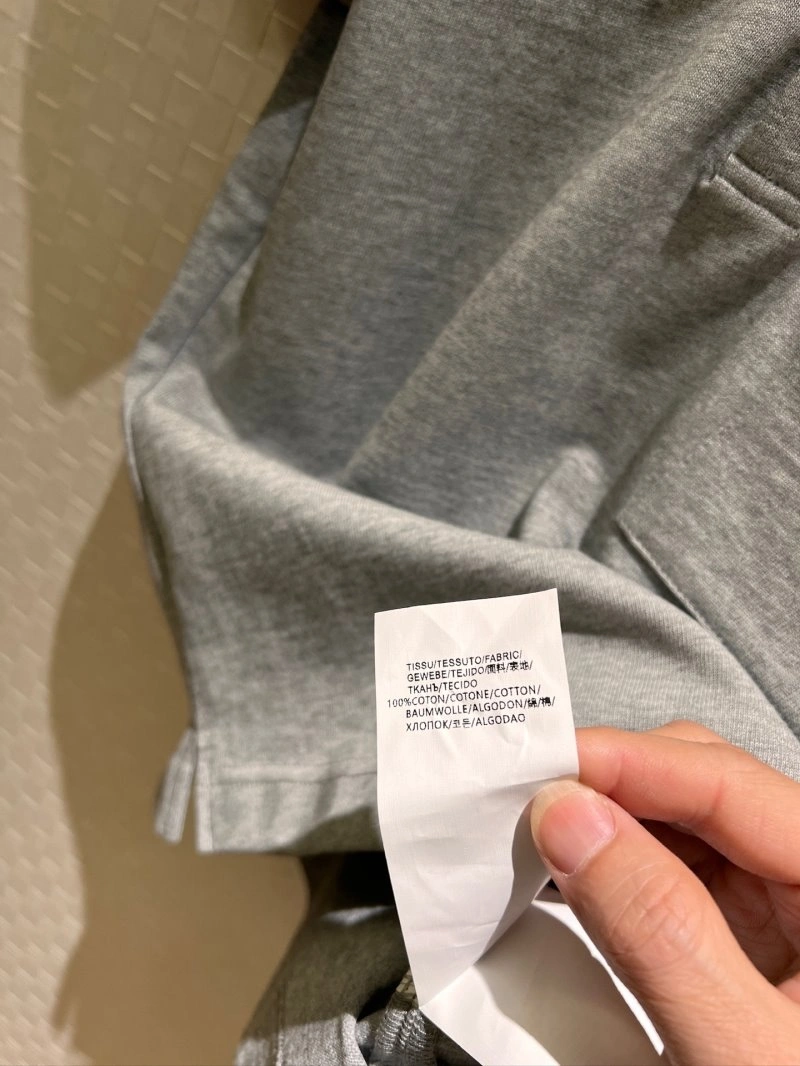 TISSU/TESSUTO/FABRIC/
GEWEBE/TEJIDO/面料/表地/
ТКАНЬ/TECIDO
100%COTON/COTONE/COTTON/
BAUMWOLLE/ALGODON/綿/棉/
ХЛОПОК/코튼/ALGODAO